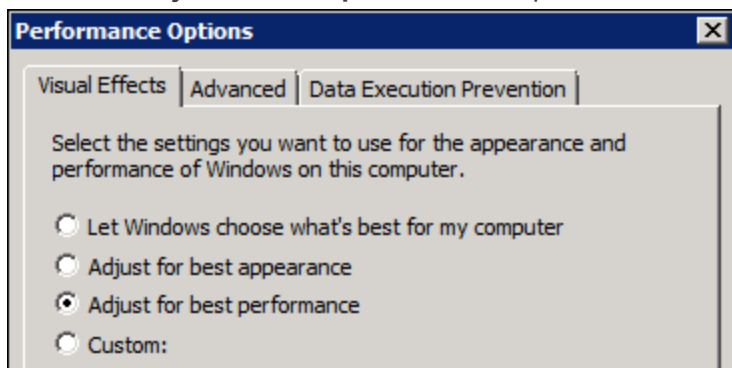 Performance Options
Visual Effects Advanced Data Execution Prevention
Select the settings you want to use for the appearance and
performance of Windows on this computer.
Let Windows choose what's best for my computer
Adjust for best appearance
Adjust for best performance
Custom: